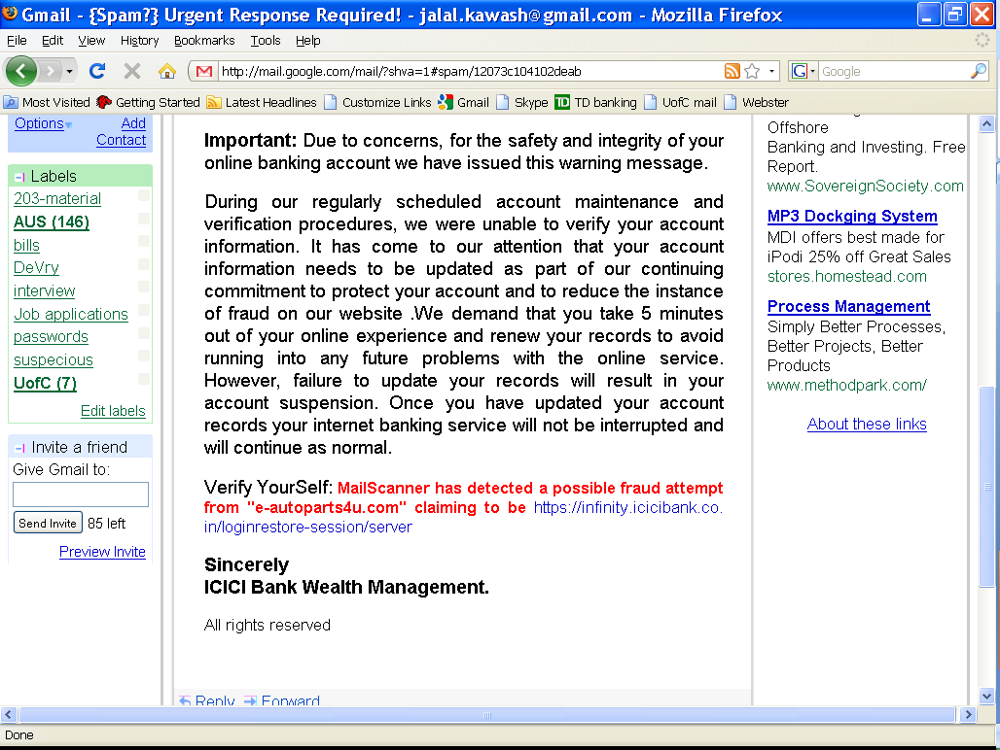 Gmail - {Spam?} Urgent Response Required! - jalal.kawash@gmail.com - Mozilla Firefox
File Edit View History Bookmarks Tools Help
http://mail.google.com/mail/?shva=1#spam/12073c104102deab
G Google
Most Visited Getting Started Latest Headlines Customize Links Gmail Skype TD banking UofC mail Webster
Options Add
Contact
Labels
203-material
AUS (146)
bills
DeVry
interview
Job applications
passwords
suspecious
UofC (7)
Edit labels
Invite a friend
Give Gmail to:
Send Invite 85 left
Preview Invite
Important: Due to concerns, for the safety and integrity of your
online banking account we have issued this warning message.
During our regularly scheduled account maintenance and
verification procedures, we were unable to verify your account
information. It has come to our attention that your account
information needs to be updated as part of our continuing
commitment to protect your account and to reduce the instance
of fraud on our website .We demand that you take 5 minutes
out of your online experience and renew your records to avoid
running into any future problems with the online service.
However, failure to update your records will result in your
account suspension. Once you have updated your account
records your internet banking service will not be interrupted and
will continue as normal.
Verify YourSelf: MailScanner has detected a possible fraud attempt
from "e-autoparts4u.com" claiming to be https://infinity.icicibank.co.
in/loginrestore-session/server
Sincerely
ICICI Bank Wealth Management.
All rights reserved
Reply Forward
Offshore
Banking and Investing. Free
Report.
www.SovereignSociety.com
MP3 Dockging System
MDI offers best made for
iPodi 25% off Great Sales
stores.homestead.com
Process Management
Simply Better Processes,
Better Projects, Better
Products
www.methodpark.com/
About these links
Done